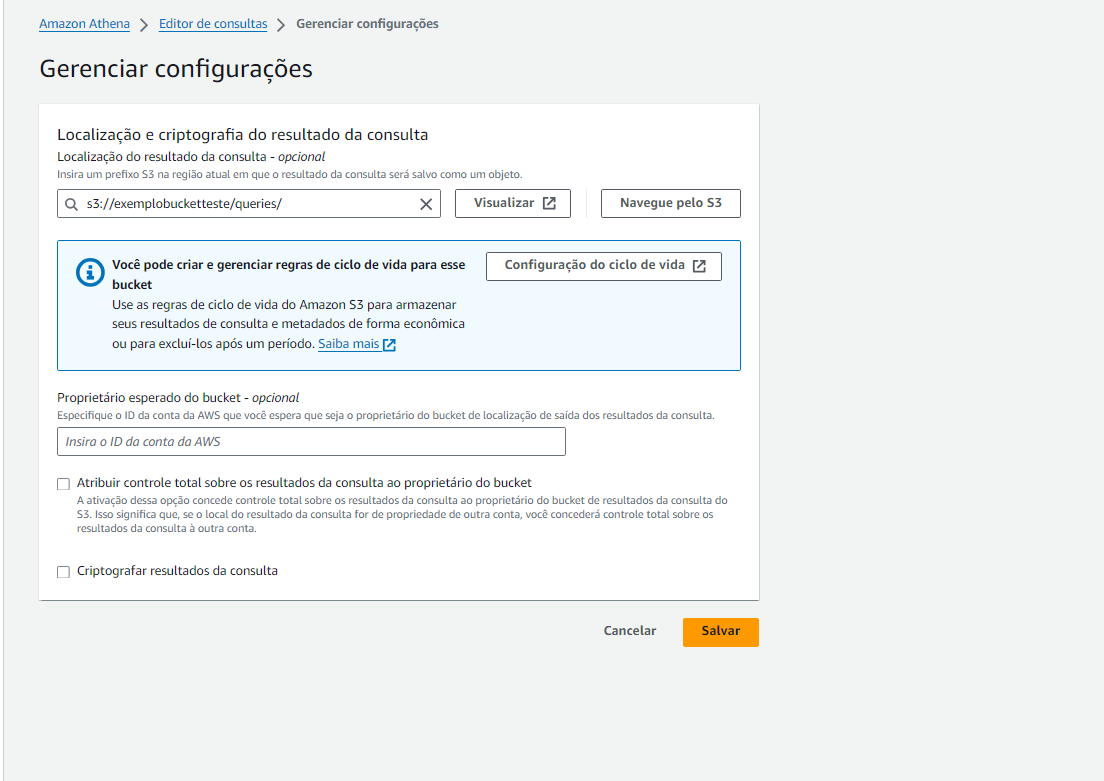 Amazon Athena > Editor de consultas > Gerenciar configurações
Gerenciar configurações
Localização e criptografia do resultado da consulta
Localização do resultado da consulta - opcional
Insira um prefixo S3 na região atual em que o resultado da consulta será salvo como um objeto.
s3://exemplobucketteste/queries/
Visualizar
Navegue pelo S3
Você pode criar e gerenciar regras de ciclo de vida para esse
bucket
Use as regras de ciclo de vida do Amazon S3 para armazenar
seus resultados de consulta e metadados de forma econômica
ou para excluí-los após um período. Saiba mais
Configuração do ciclo de vida
Proprietário esperado do bucket - opcional
Especifique o ID da conta da AWS que você espera que seja o proprietário do bucket de localização de saída dos resultados da consulta.
Insira o ID da conta da AWS
Atribuir controle total sobre os resultados da consulta ao proprietário do bucket
A ativação dessa opção concede controle total sobre os resultados da consulta ao proprietário do bucket de resultados da consulta do
S3. Isso significa que, se o local do resultado da consulta for de propriedade de outra conta, você concederá controle total sobre os
resultados da consulta à outra conta.
Criptografar resultados da consulta
Cancelar
Salvar